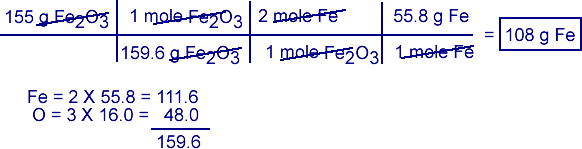 155 g Fe2O3 1 mole Fe2O3 2 mole Fe 55.8 g Fe
= 108 g Fe
159.6 g Fe2O3 1 mole Fe2O3 1 mole Fe
Fe = 2 X 55.8 = 111.6
O = 3 X 16.0 = 48.0
159.6